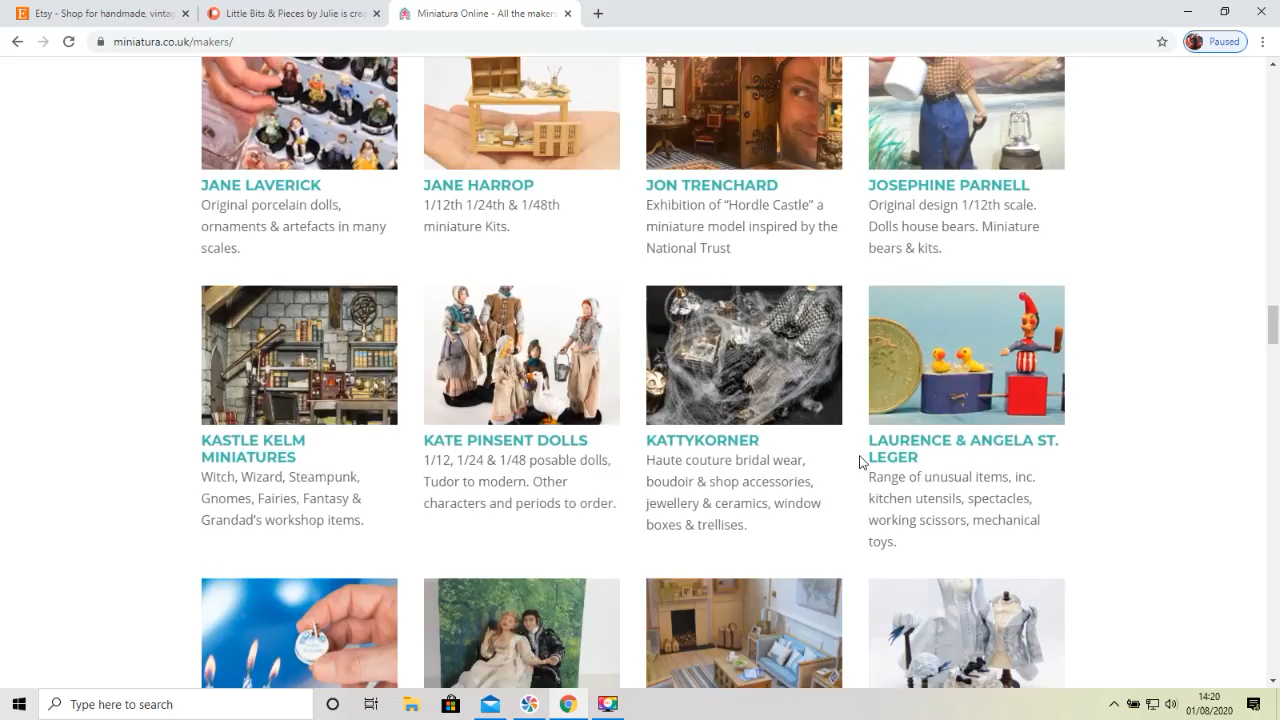 Etsy - Shop for handmade, vintag
Little Bits & Pieces by Julie is cre
Miniatura Online - All the maker
miniatura.co.uk/makers/
Paused
JANE LAVERICK
Original porcelain dolls,
ornaments & artefacts in many
scales.
JANE HARROP
1/12th 1/24th & 1/48th
miniature Kits.
JON TRENCHARD
Exhibition of “Hordle Castle” a
miniature model inspired by the
National Trust
JOSEPHINE PARNELL
Original design 1/12th scale.
Dolls house bears. Miniature
bears & kits.
KASTLE KELM
MINIATURES
Witch, Wizard, Steampunk,
Gnomes, Fairies, Fantasy &
Grandad’s workshop items.
KATE PINSENT DOLLS
1/12, 1/24 & 1/48 posable dolls,
Tudor to modern. Other
characters and periods to order.
KATTYKORNER
Haute couture bridal wear,
boudoir & shop accessories,
jewellery & ceramics, window
boxes & trellises.
LAURENCE & ANGELA ST.
LEGER
Range of unusual items, inc.
kitchen utensils, spectacles,
working scissors, mechanical
toys.
Type here to search
14:20
01/08/2020